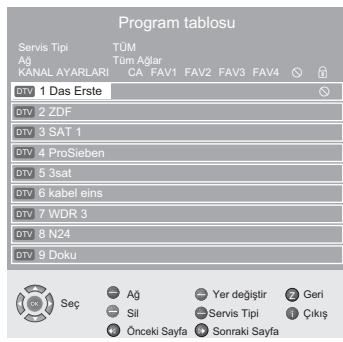 Program tablosu
Servis Tipi TÜM
Ağ Tüm Ağlar
KANAL AYARLARI CA FAV1 FAV2 FAV3 FAV4
DTV 1 Das Erste
DTV 2 ZDF
DTV 3 SAT 1
DTV 4 ProSieben
DTV 5 3sat
DTV 6 kabel eins
DTV 7 WDR 3
DTV 8 N24
DTV 9 Doku
OK Seç
Ağ Yer değiştir Z Geri
Sil Servis Tipi i Çıkış
Önceki Sayfa Sonraki Sayfa